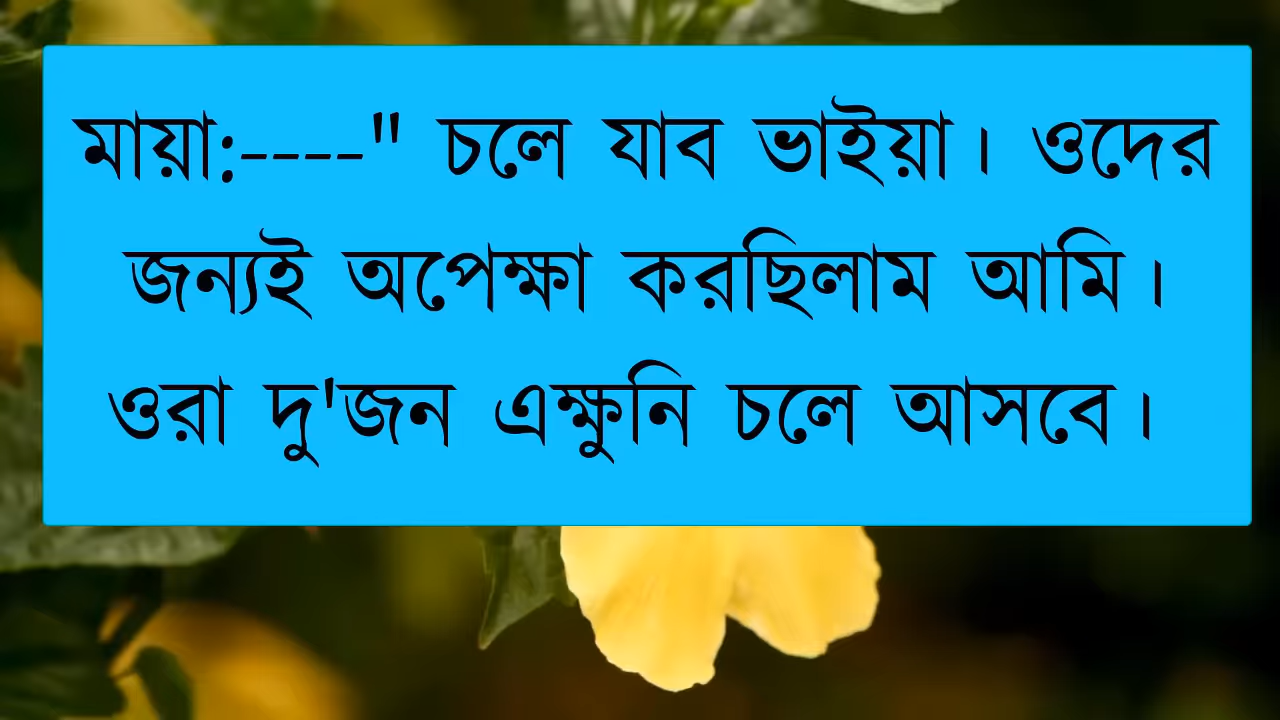 মায়া:----" চলে যাব ভাইয়া। ওদের
জন্যই অপেক্ষা করছিলাম আমি।
ওরা দু'জন এক্ষুনি চলে আসবে।